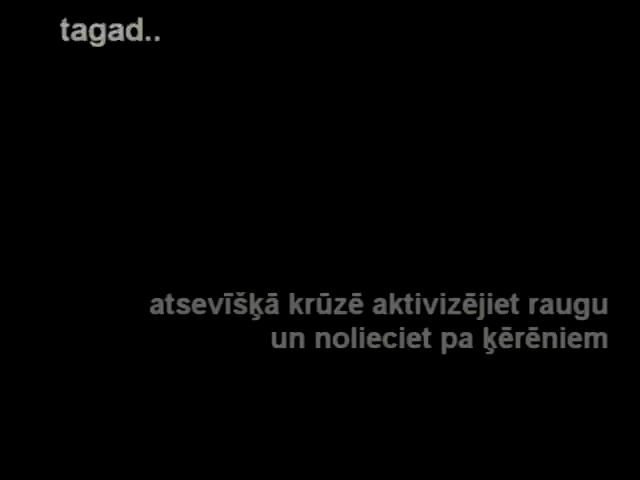 tagad..
atsevīšķā krūzē aktivizējiet raugu
un nolieciet pa ķērēniem